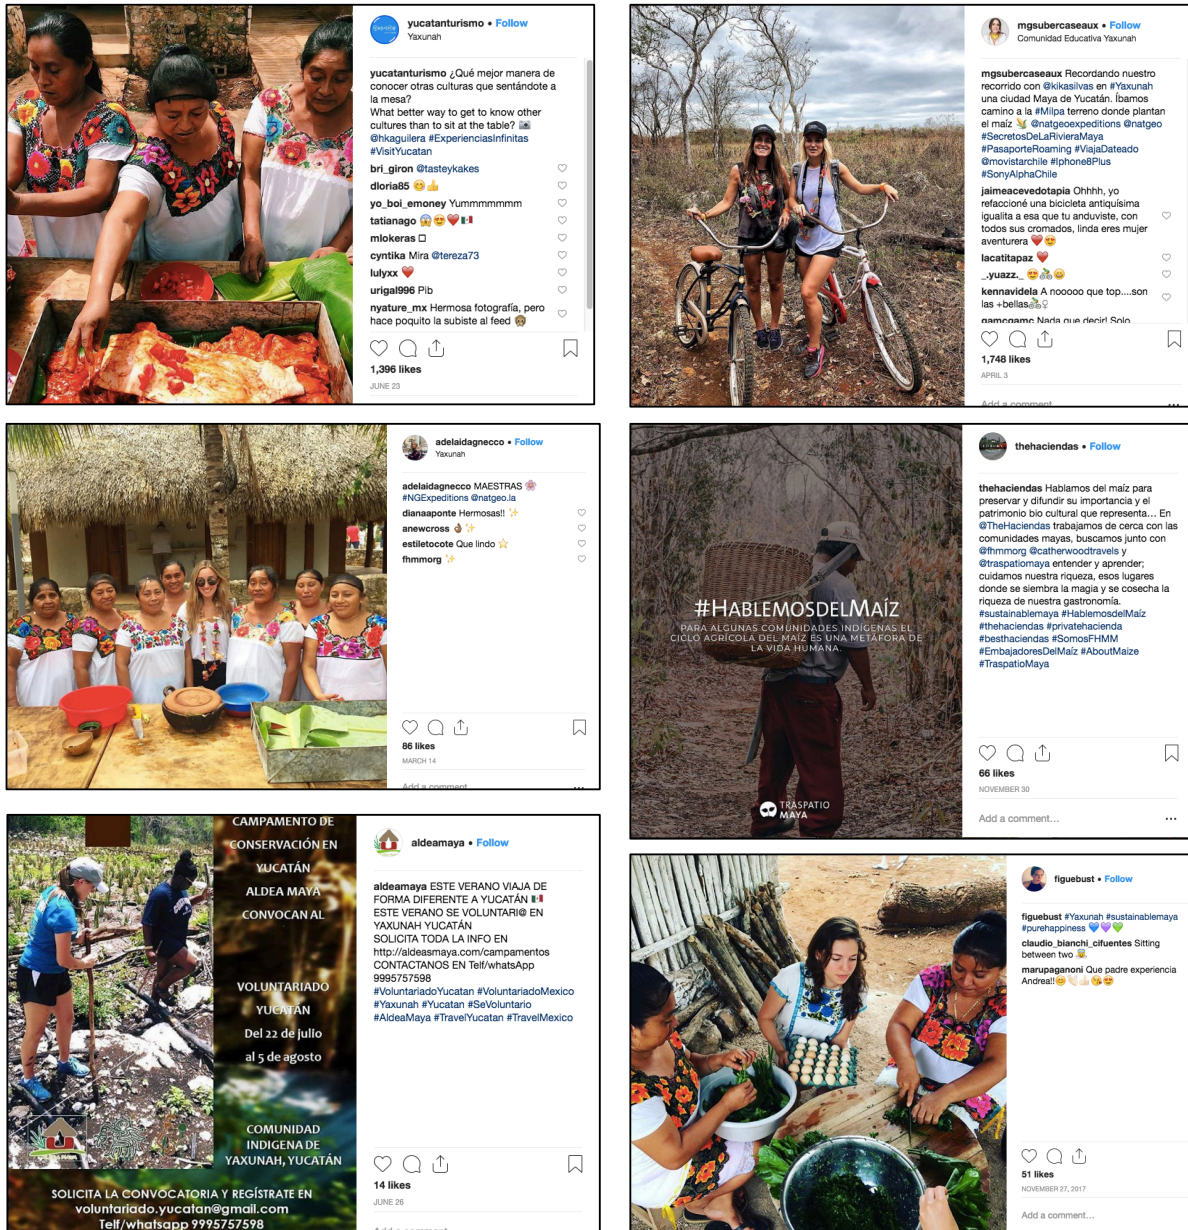 yucatanturismo • Follow
Yaxunah
yucatanturismo ¿Qué mejor manera de
conocer otras culturas que sentándote a
la mesa?
What better way to get to know other
cultures than to sit at the table? 📷
@hkaguilera #ExperienciasInfinitas
#VisitYucatan
bri_giron @tasteykakes
dloria85 😊👍
yo_boi_emoney Yummmmmmm
tatianago 😱😍❤️🇲🇽
mlokeras □
cyntika Mira @tereza73
lulyxx ❤️
urigal996 Pib
nyature_mx Hermosa fotografía, pero
hace poquito la subiste al feed 🙊
1,396 likes
JUNE 23
mgsubercaseaux • Follow
Comunidad Educativa Yaxunah
mgsubercaseaux Recordando nuestro
recorrido con @kikasilvas en #Yaxunah
una ciudad Maya de Yucatán. Íbamos
camino a la #Milpa terreno donde plantan
el maíz 🌽 @natgeoexpeditions @natgeo
#SecretosDeLaRivieraMaya
#PasaporteRoaming #ViajaDateado
@movistarchile #Iphone8Plus
#SonyAlphaChile
jaimeacevedotapia Ohhhh, yo
refaccioné una bicicleta antiquísima
igualita a esa que tu anduviste, con
todos sus cromados, linda eres mujer
aventurera ❤️😍
lacatitapaz ❤️
_.yuazz._ 😍🚲😄
kennavidela A nooooo que top....son
las +bellas🚲♀
gamcgamc Nada que decir! Solo
1,748 likes
APRIL 3
Add a comment ...
adelaidagnecco • Follow
Yaxunah
adelaidagnecco MAESTRAS 🌸
#NGExpeditions @natgeo.la
dianaaponte Hermosas!! ✨
anewcross 👌✨
estiletocote Que lindo ⭐
fhmmorg ✨
86 likes
MARCH 14
Add a comment ...
#HABLEMOSDELMAÍZ
PARA ALGUNAS COMUNIDADES INDÍGENAS EL
CICLO AGRÍCOLA DEL MAÍZ ES UNA METÁFORA DE
LA VIDA HUMANA.
TRASPATIO
MAYA
thehaciendas • Follow
thehaciendas Hablamos del maíz para
preservar y difundir su importancia y el
patrimonio bio cultural que representa... En
@TheHaciendas trabajamos de cerca con las
comunidades mayas, buscamos junto con
@fhmmorg @catherwoodtravels y
@traspatiomaya entender y aprender;
cuidamos nuestra riqueza, esos lugares
donde se siembra la magia y se cosecha la
riqueza de nuestra gastronomía.
#sustainablemaya #HablemosdelMaíz
#thehaciendas #privatehacienda
#besthaciendas #SomosFHMM
#EmbajadoresDelMaíz #AboutMaize
#TraspatioMaya
66 likes
NOVEMBER 30
Add a comment... ...
CAMPAMENTO DE
CONSERVACIÓN EN
YUCATÁN
ALDEA MAYA
CONVOCAN AL
VOLUNTARIADO
YUCATÁN
Del 22 de julio
al 5 de agosto
COMUNIDAD
INDIGENA DE
YAXUNAH, YUCATÁN
SOLICITA LA CONVOCATORIA Y REGÍSTRATE EN
voluntariado.yucatan@gmail.com
Telf/whatsapp 9995757598
aldeamaya • Follow
aldeamaya ESTE VERANO VIAJA DE
FORMA DIFERENTE A YUCATÁN 🇲🇽
ESTE VERANO SE VOLUNTARI@ EN
YAXUNAH YUCATÁN
SOLICITA TODA LA INFO EN
http://aldeasmaya.com/campamentos
CONTACTANOS EN Telf/whatsApp
9995757598
#VoluntariadoYucatan #VoluntariadoMexico
#Yaxunah #Yucatan #SeVoluntario
#AldeaMaya #TravelYucatan #TravelMexico
14 likes
JUNE 26
Add a comment
figuebust • Follow
figuebust #Yaxunah #sustainablemaya
#purehappiness 💙💜💚
claudio_bianchi_cifuentes Sitting
between two 👼
marupaganoni Que padre experiencia
Andrea!!😊👏👍😘😍
51 likes
NOVEMBER 27, 2017
Add a comment...